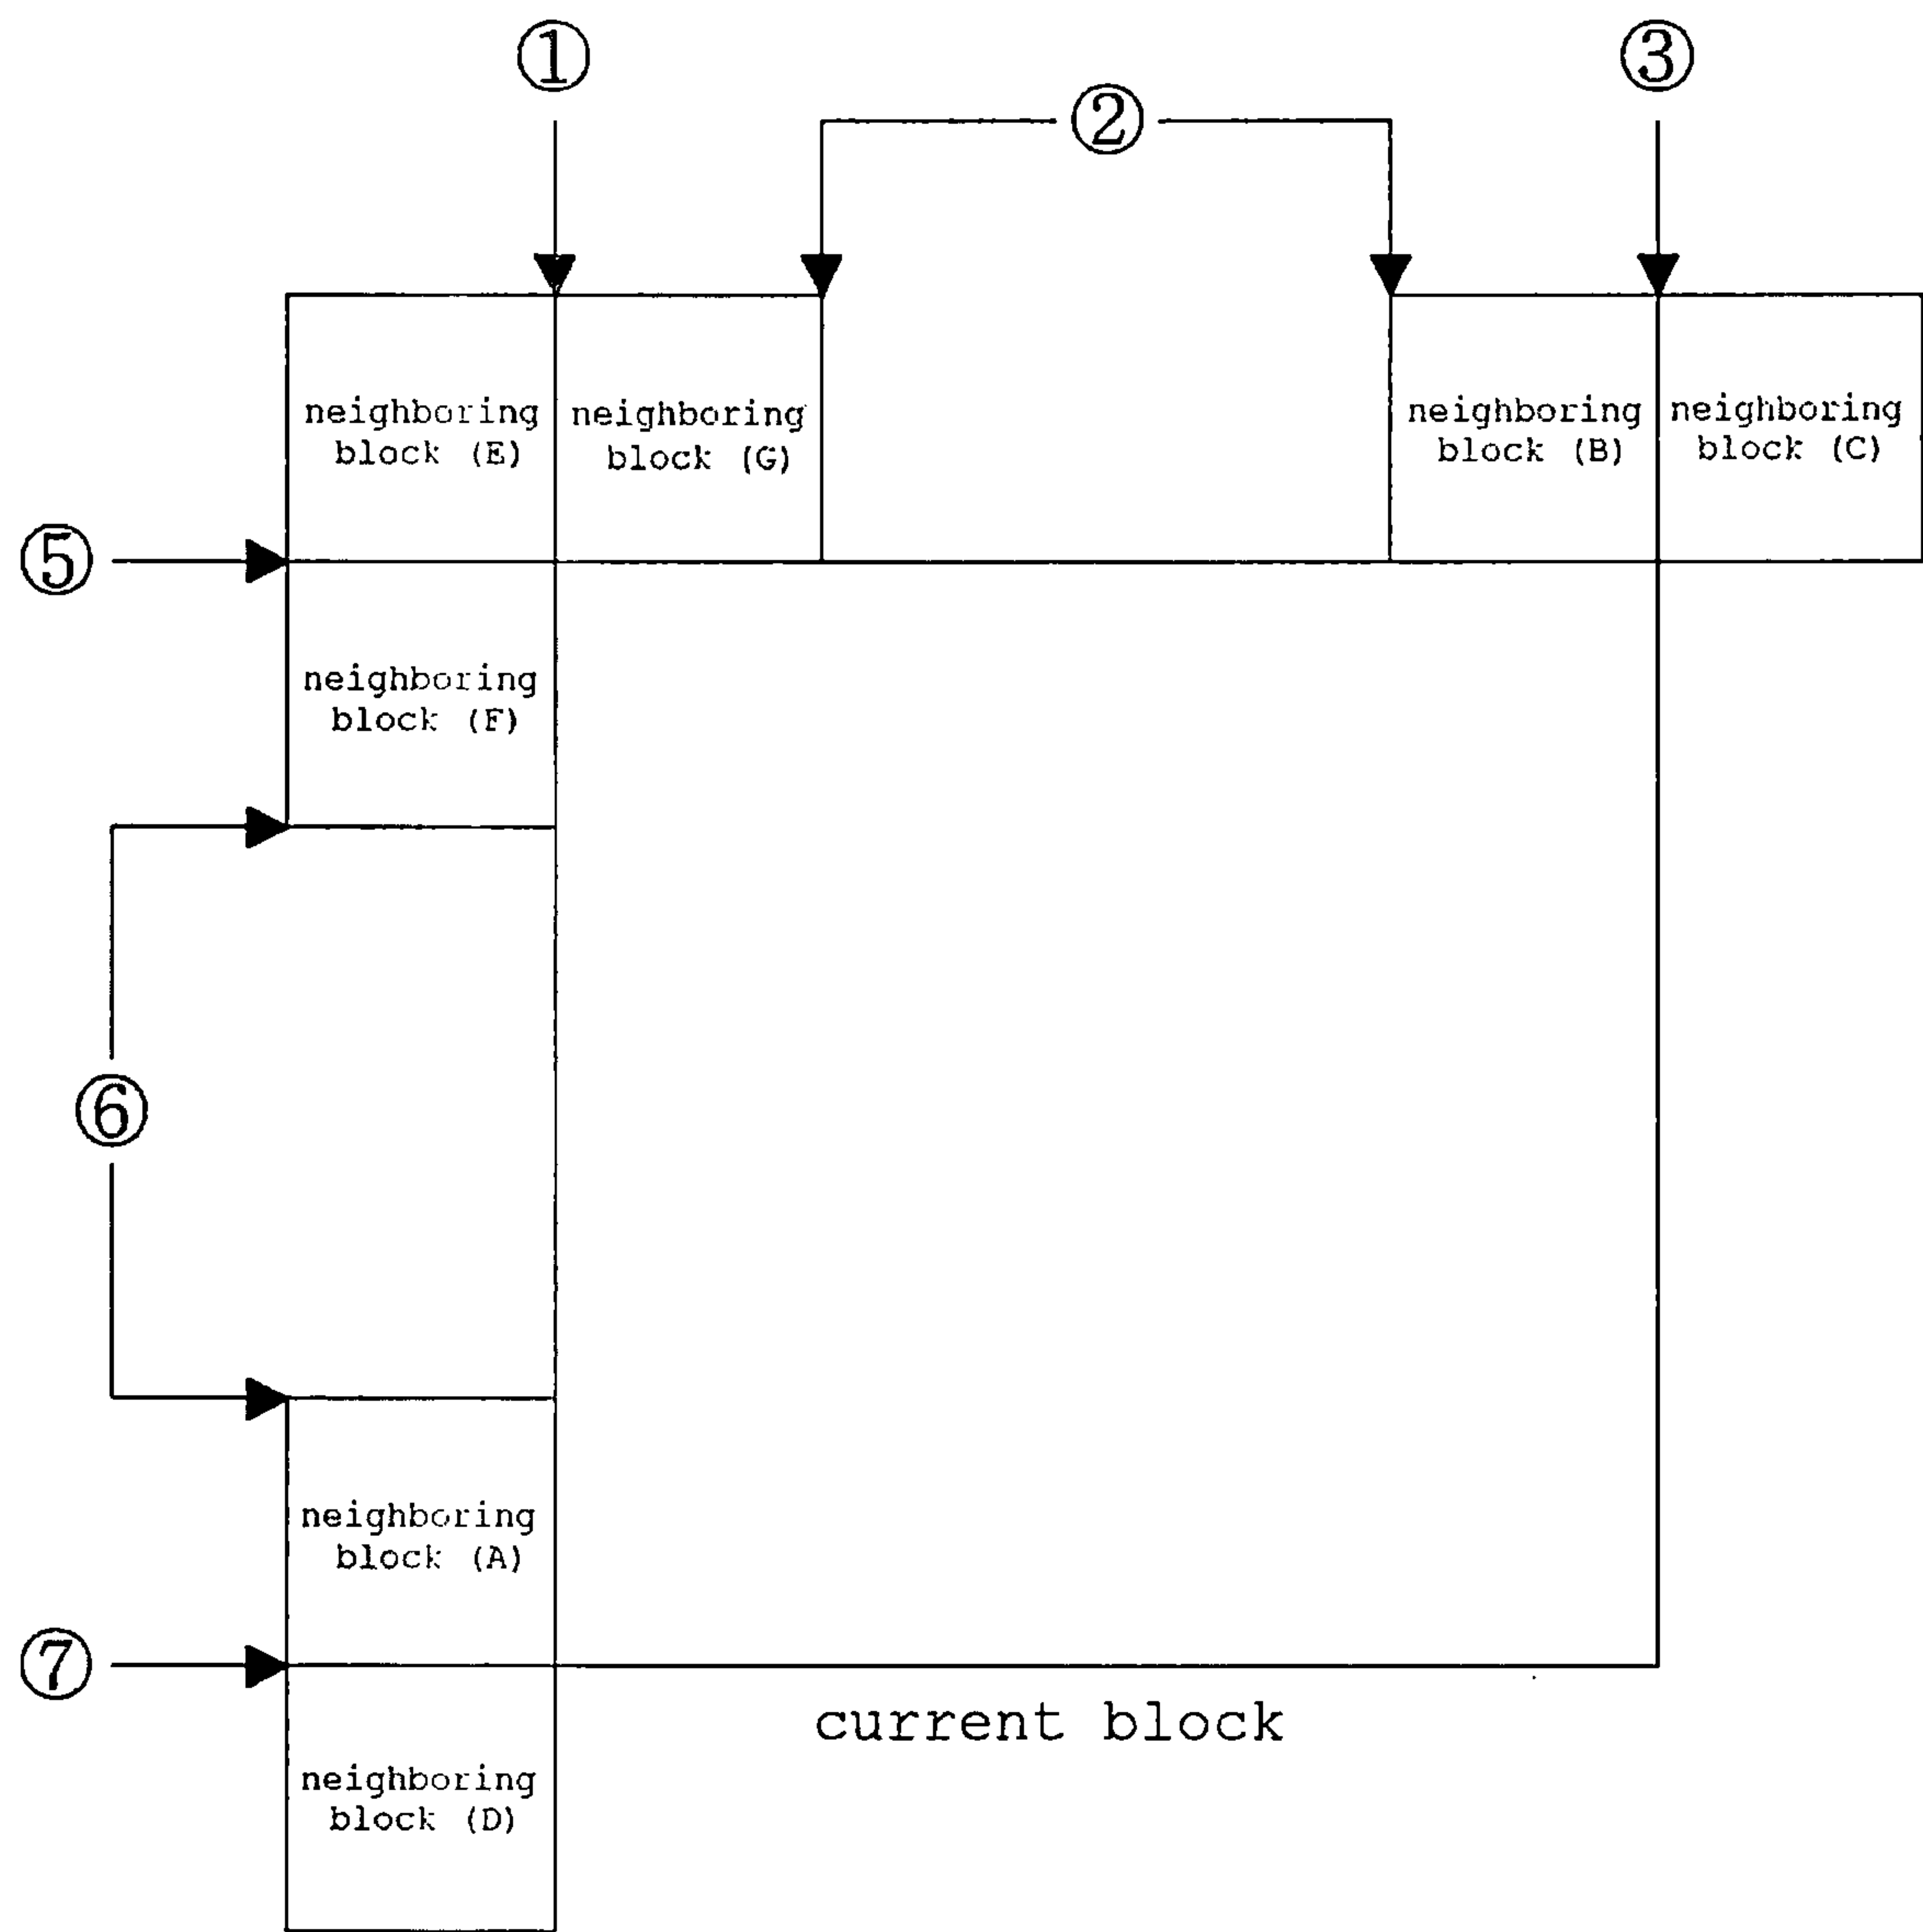 ① ③
②
neighboring
block (E)
neighboring
block (G)
neighboring
block (B)
neighboring
block (C)
⑤
neighboring
block (F)
⑥
neighboring
block (A)
⑦
current block
neighboring
block (D)